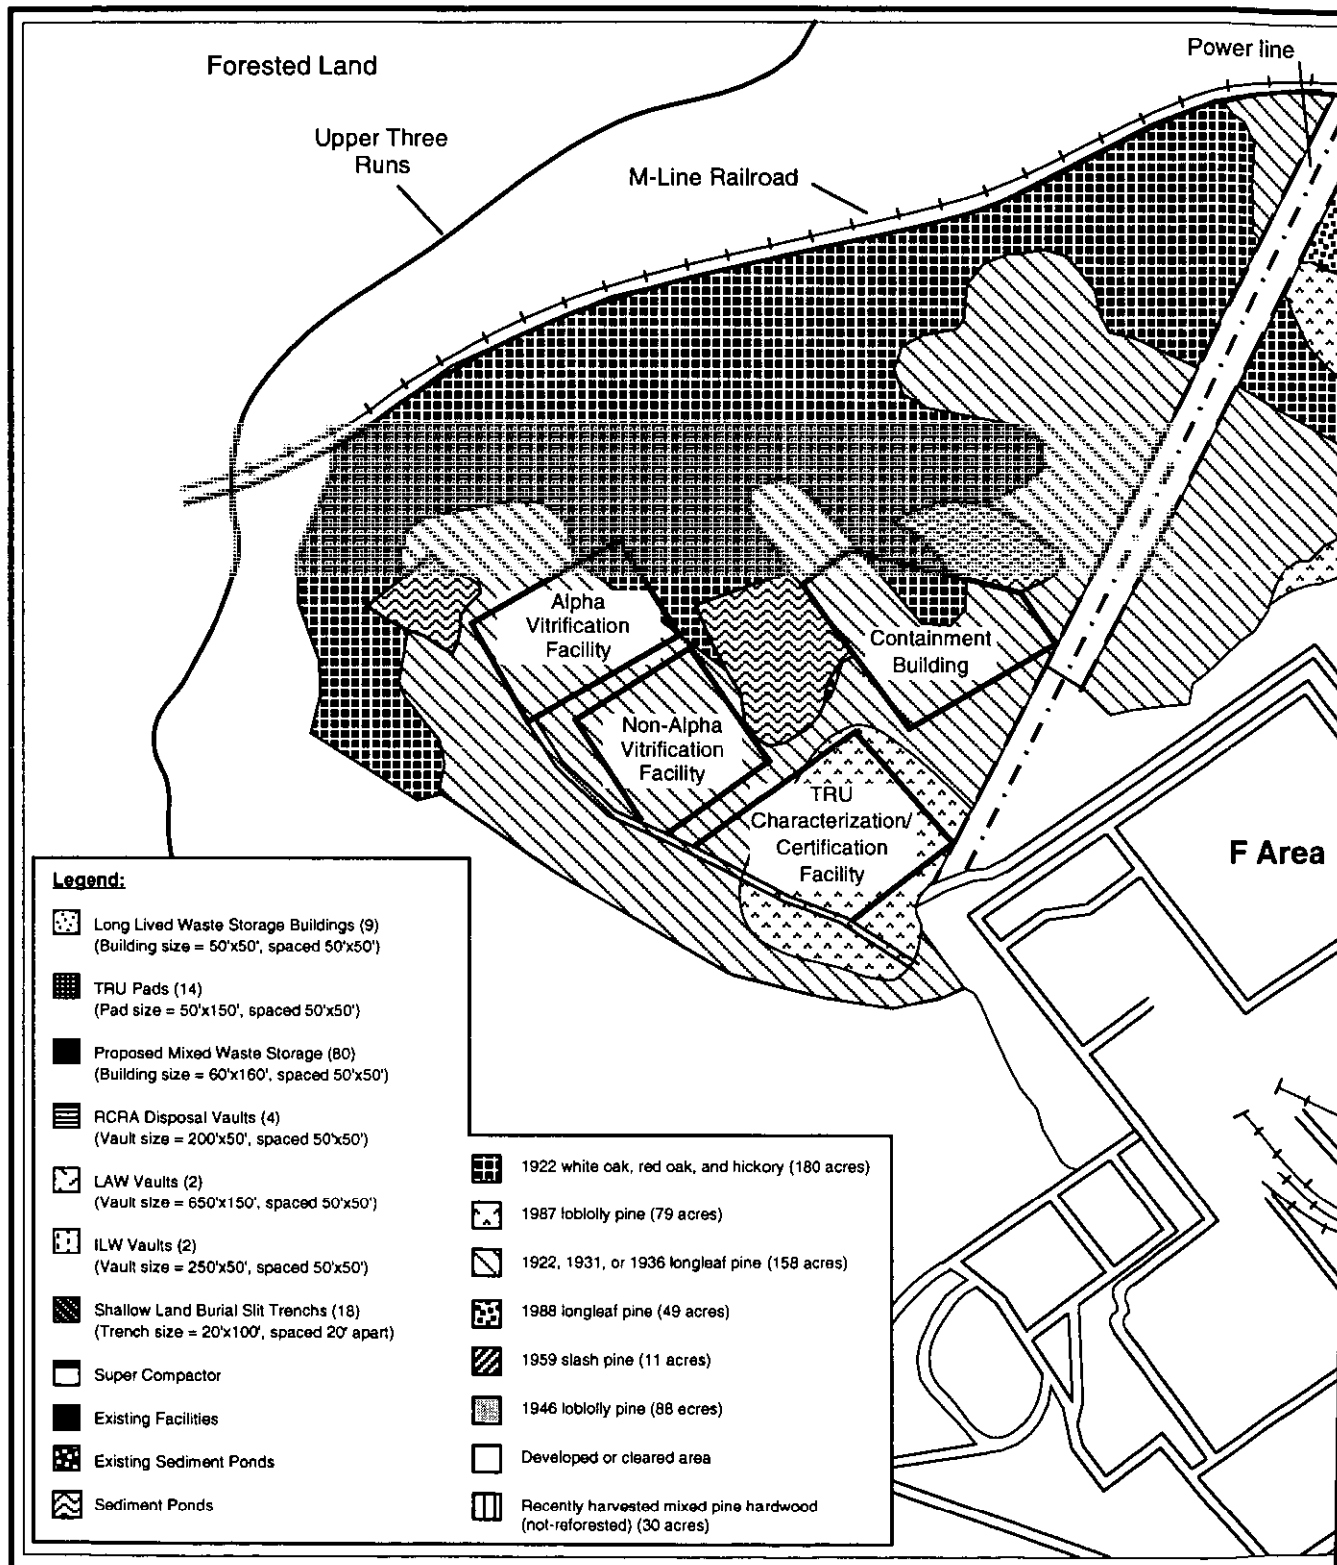 Forested Land
Power line
Upper Three
Runs
M-Line Railroad
Alpha
Vitrification
Facility
Containment
Building
Non-Alpha
Vitrification
Facility
TRU
Characterization/
Certification
Facility
F Area
Legend:
Long Lived Waste Storage Buildings (9)
(Building size = 50'x50', spaced 50'x50')
TRU Pads (14)
(Pad size = 50'x150', spaced 50'x50')
Proposed Mixed Waste Storage (80)
(Building size = 60'x160', spaced 50'x50')
RCRA Disposal Vaults (4)
(Vault size = 200'x50', spaced 50'x50')
LAW Vaults (2)
(Vault size = 650'x150', spaced 50'x50')
ILW Vaults (2)
(Vault size = 250'x50', spaced 50'x50')
Shallow Land Burial Slit Trenchs (18)
(Trench size = 20'x100', spaced 20' apart)
Super Compactor
Existing Facilities
Existing Sediment Ponds
Sediment Ponds
1922 white oak, red oak, and hickory (180 acres)
1987 loblolly pine (79 acres)
1922, 1931, or 1936 longleaf pine (158 acres)
1988 longleaf pine (49 acres)
1959 slash pine (11 acres)
1946 loblolly pine (88 acres)
Developed or cleared area
Recently harvested mixed pine hardwood
(not-reforested) (30 acres)